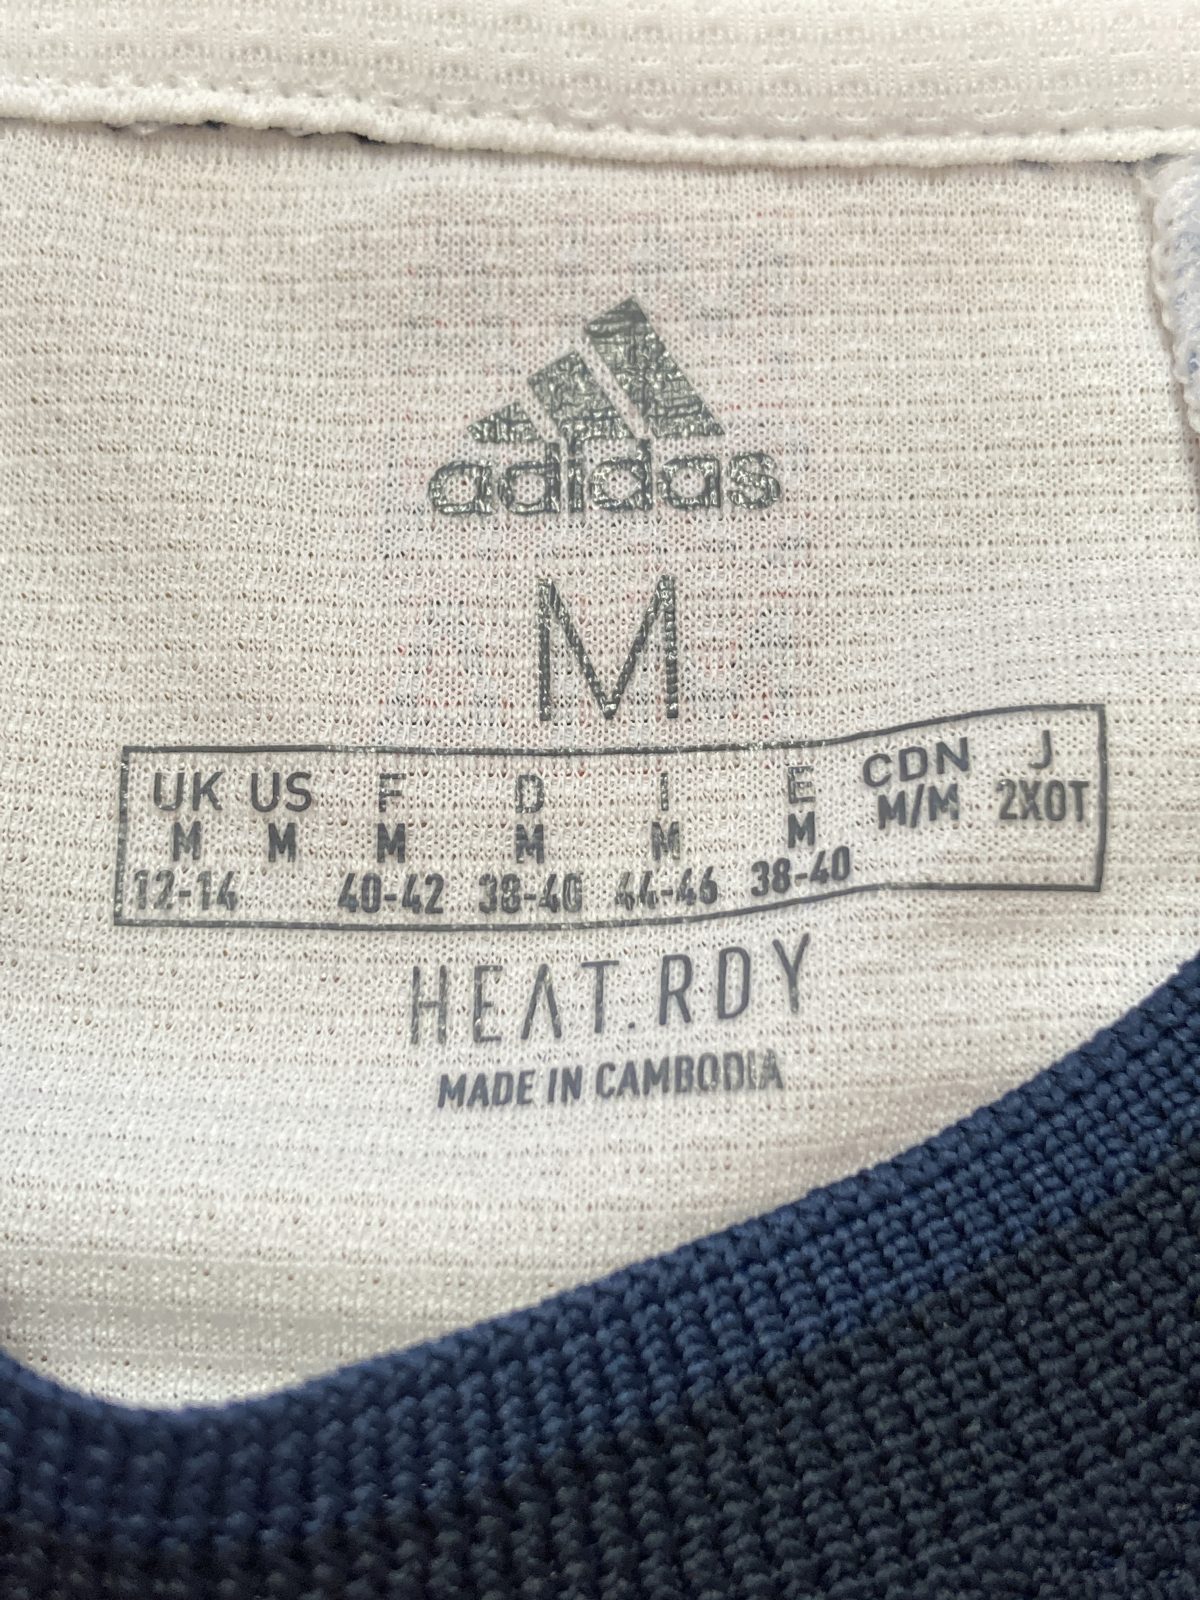 adidas
M
UK US F D I E CDN J
M M M M M M M/M 2XOT
12-14 40-42 38-40 44-46 38-40
HEAT.RDY
MADE IN CAMBODIA